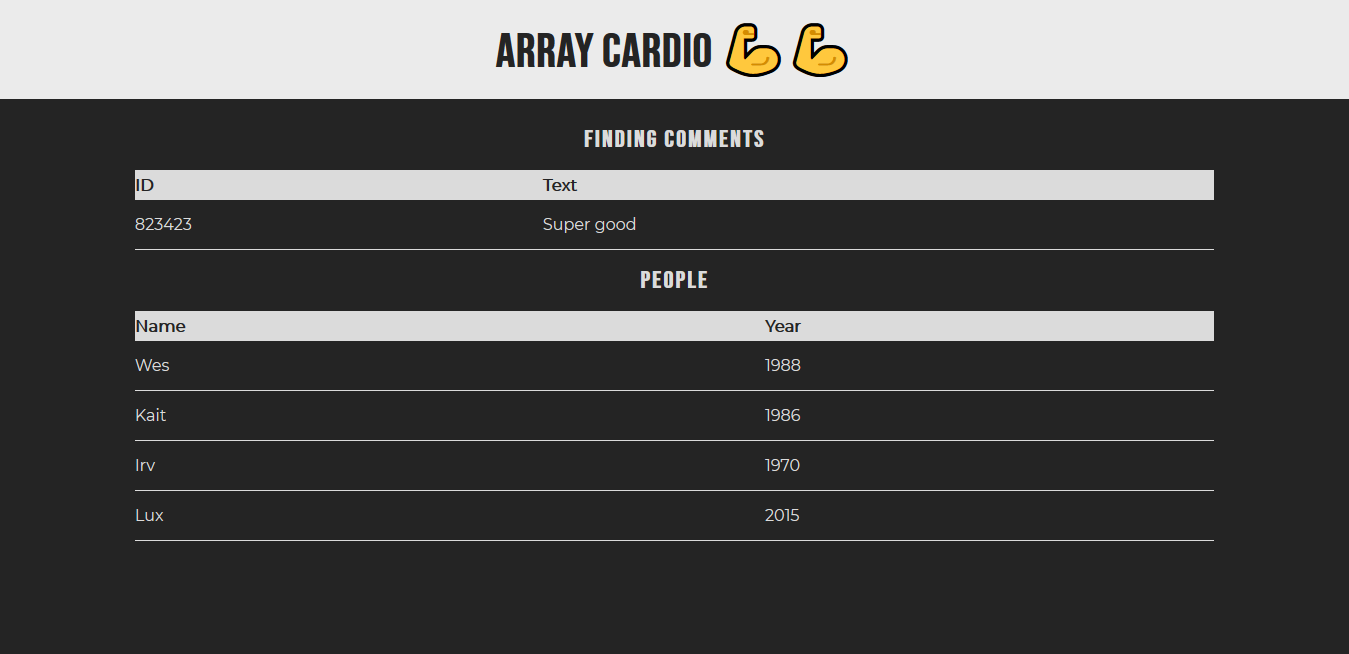 ARRAY CARDIO 💪💪
FINDING COMMENTS
ID Text
823423 Super good
PEOPLE
Name Year
Wes 1988
Kait 1986
Irv 1970
Lux 2015